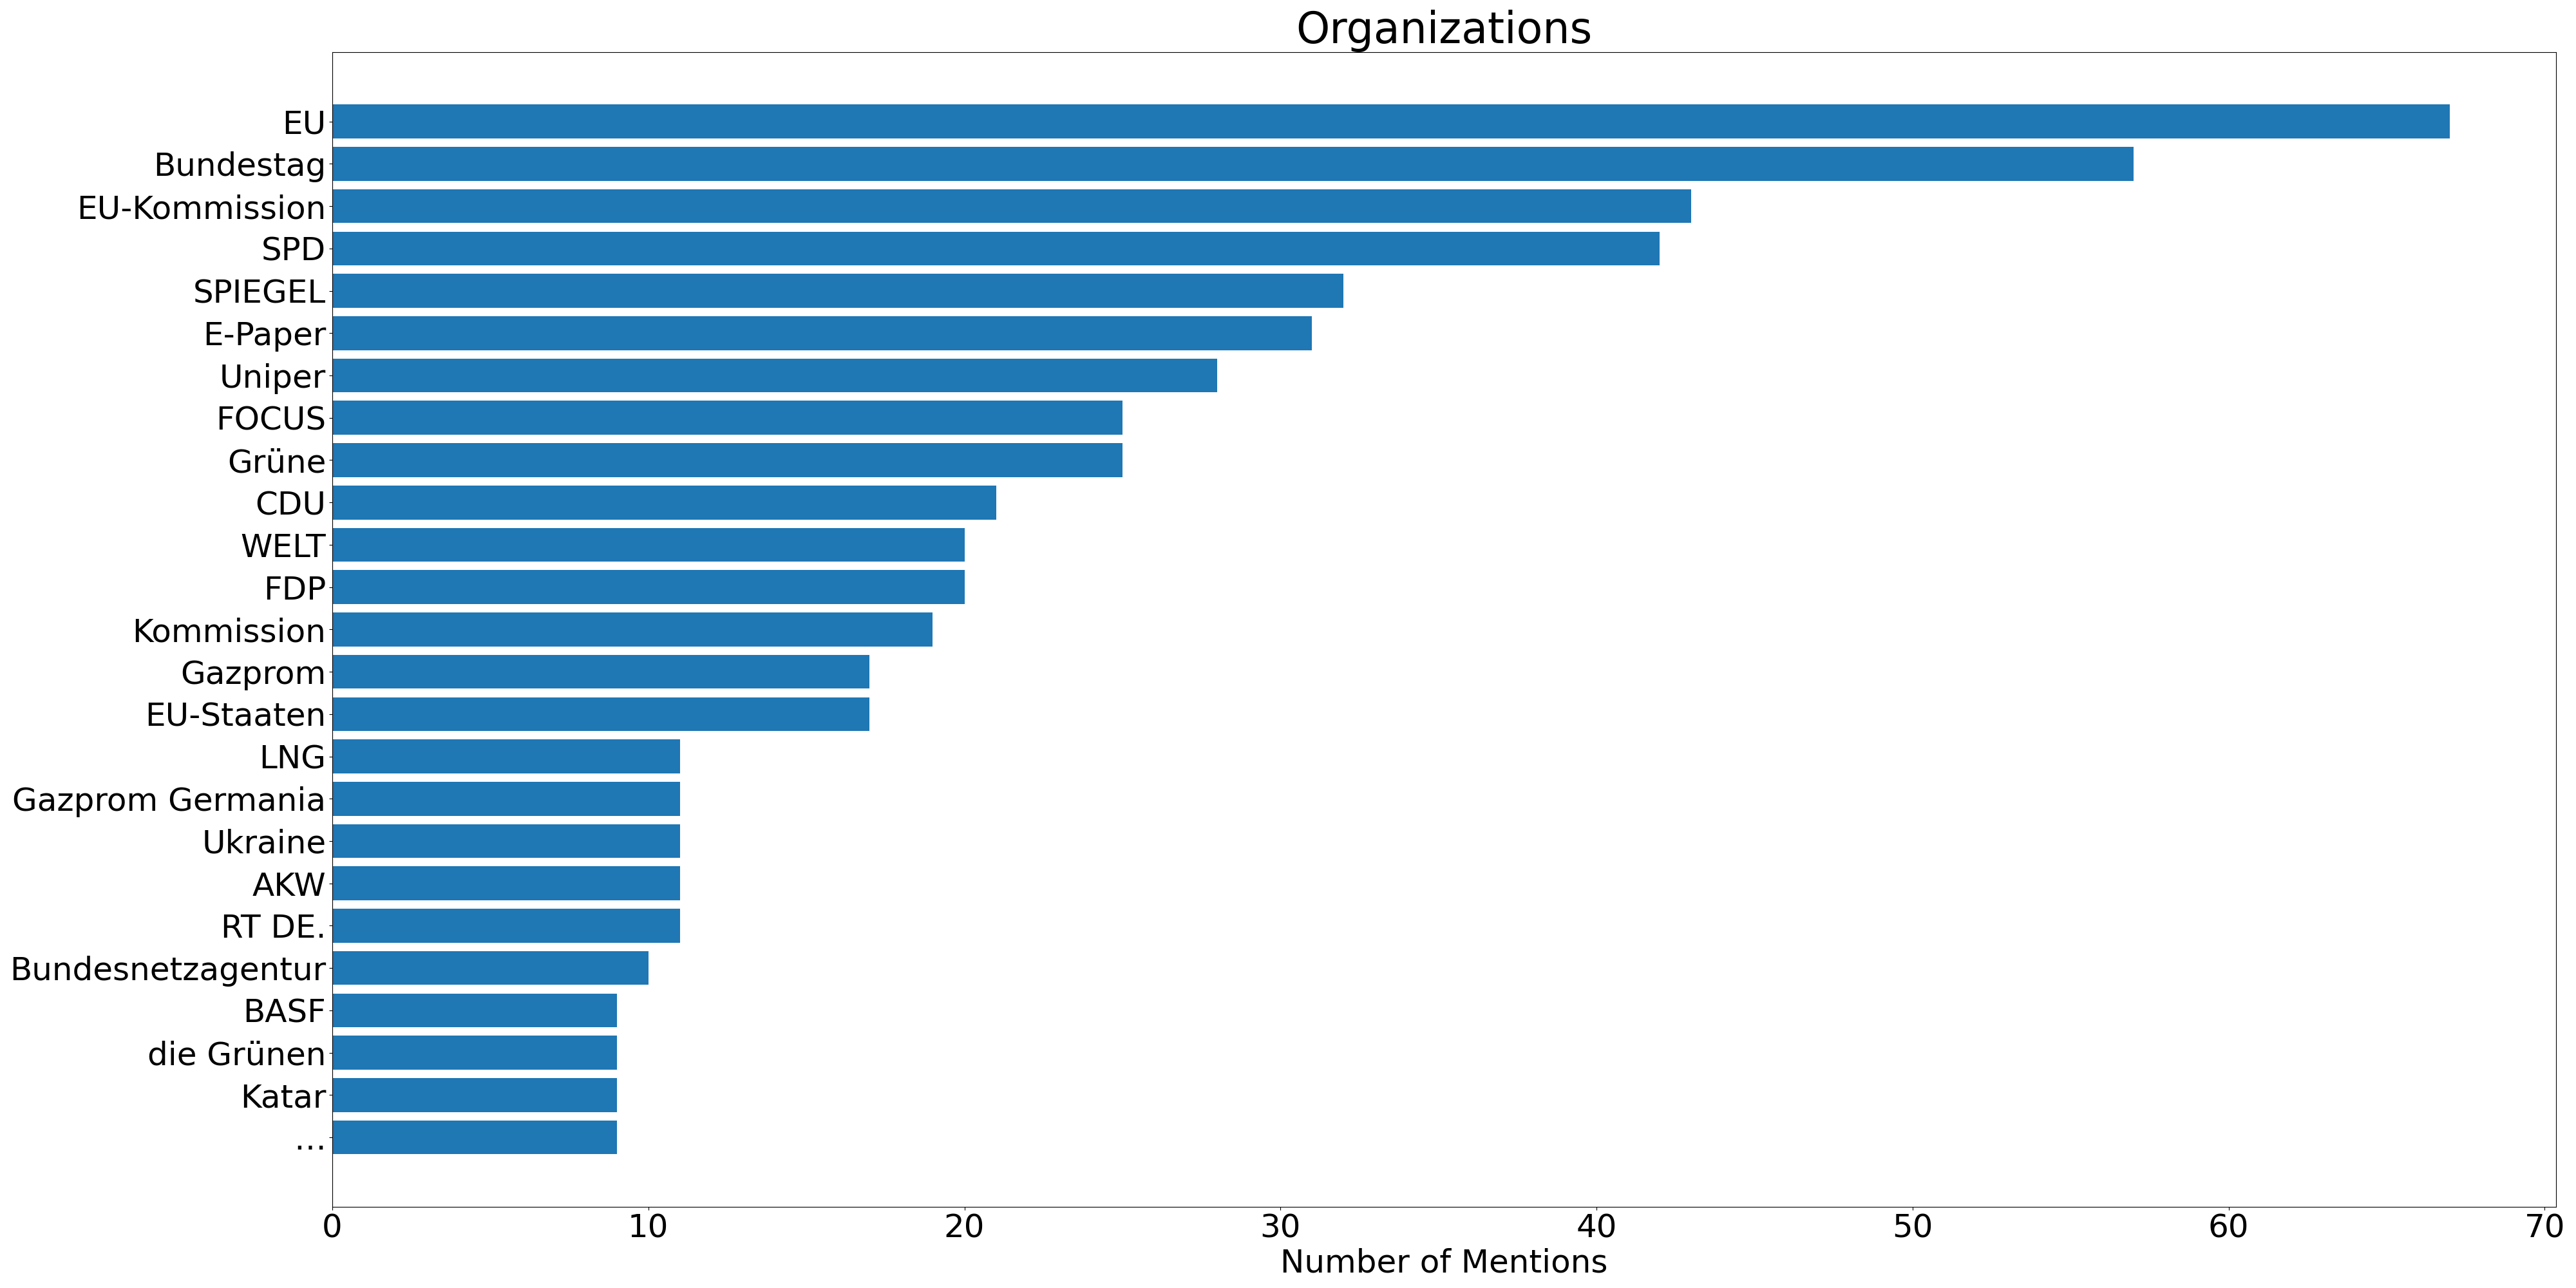 Organizations
EU
Bundestag
EU-Kommission
SPD
SPIEGEL
E-Paper
Uniper
FOCUS
Grüne
CDU
WELT
FDP
Kommission
Gazprom
EU-Staaten
LNG
Gazprom Germania
Ukraine
AKW
RT DE.
Bundesnetzagentur
BASF
die Grünen
Katar
...
0 10 20 30 40 50 60 70
Number of Mentions